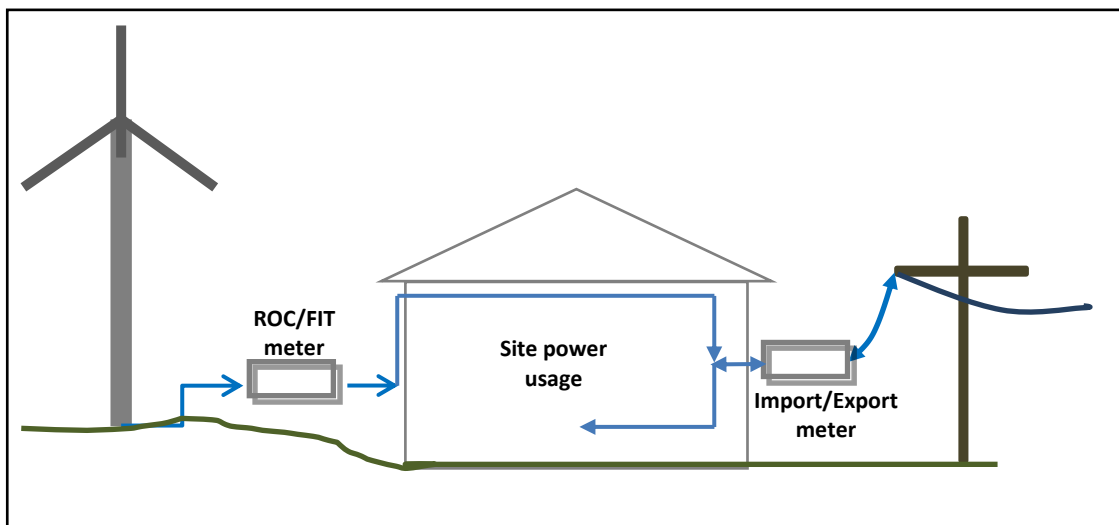 ROC/FIT
meter
Site power
usage
Import/Export
meter